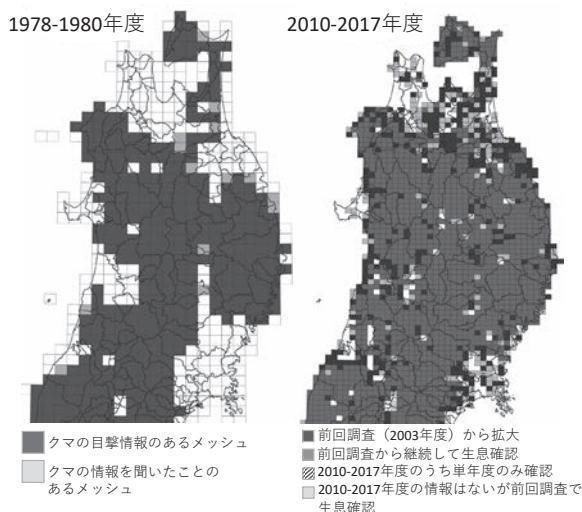 1978-1980年度
2010-2017年度
クマの目撃情報のあるメッシュ
クマの情報を聞いたことの
あるメッシュ
前回調査（2003年度）から拡大
前回調査から継続して生息確認
2010-2017年度のうち単年度のみ確認
2010-2017年度の情報はないが前回調査で
生息確認